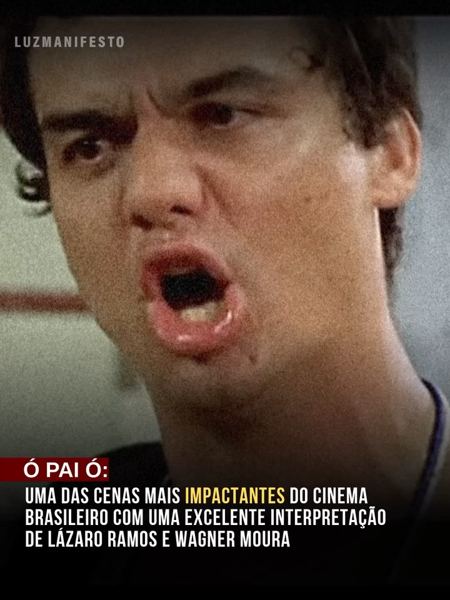 LUZMANIFESTO
Ó PAI Ó:
UMA DAS CENAS MAIS IMPACTANTES DO CINEMA
BRASILEIRO COM UMA EXCELENTE INTERPRETAÇÃO
DE LÁZARO RAMOS E WAGNER MOURA